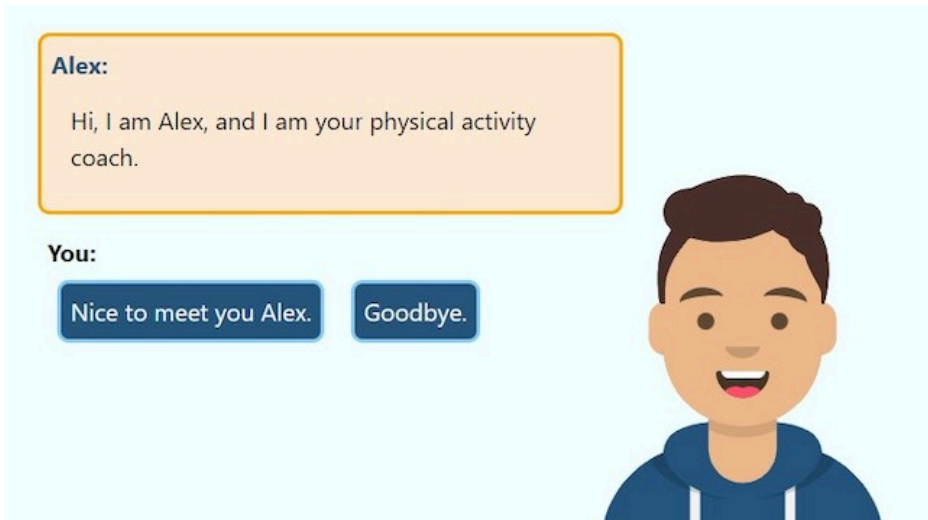 Alex:
Hi, I am Alex, and I am your physical activity
coach.
You:
Nice to meet you Alex.
Goodbye.